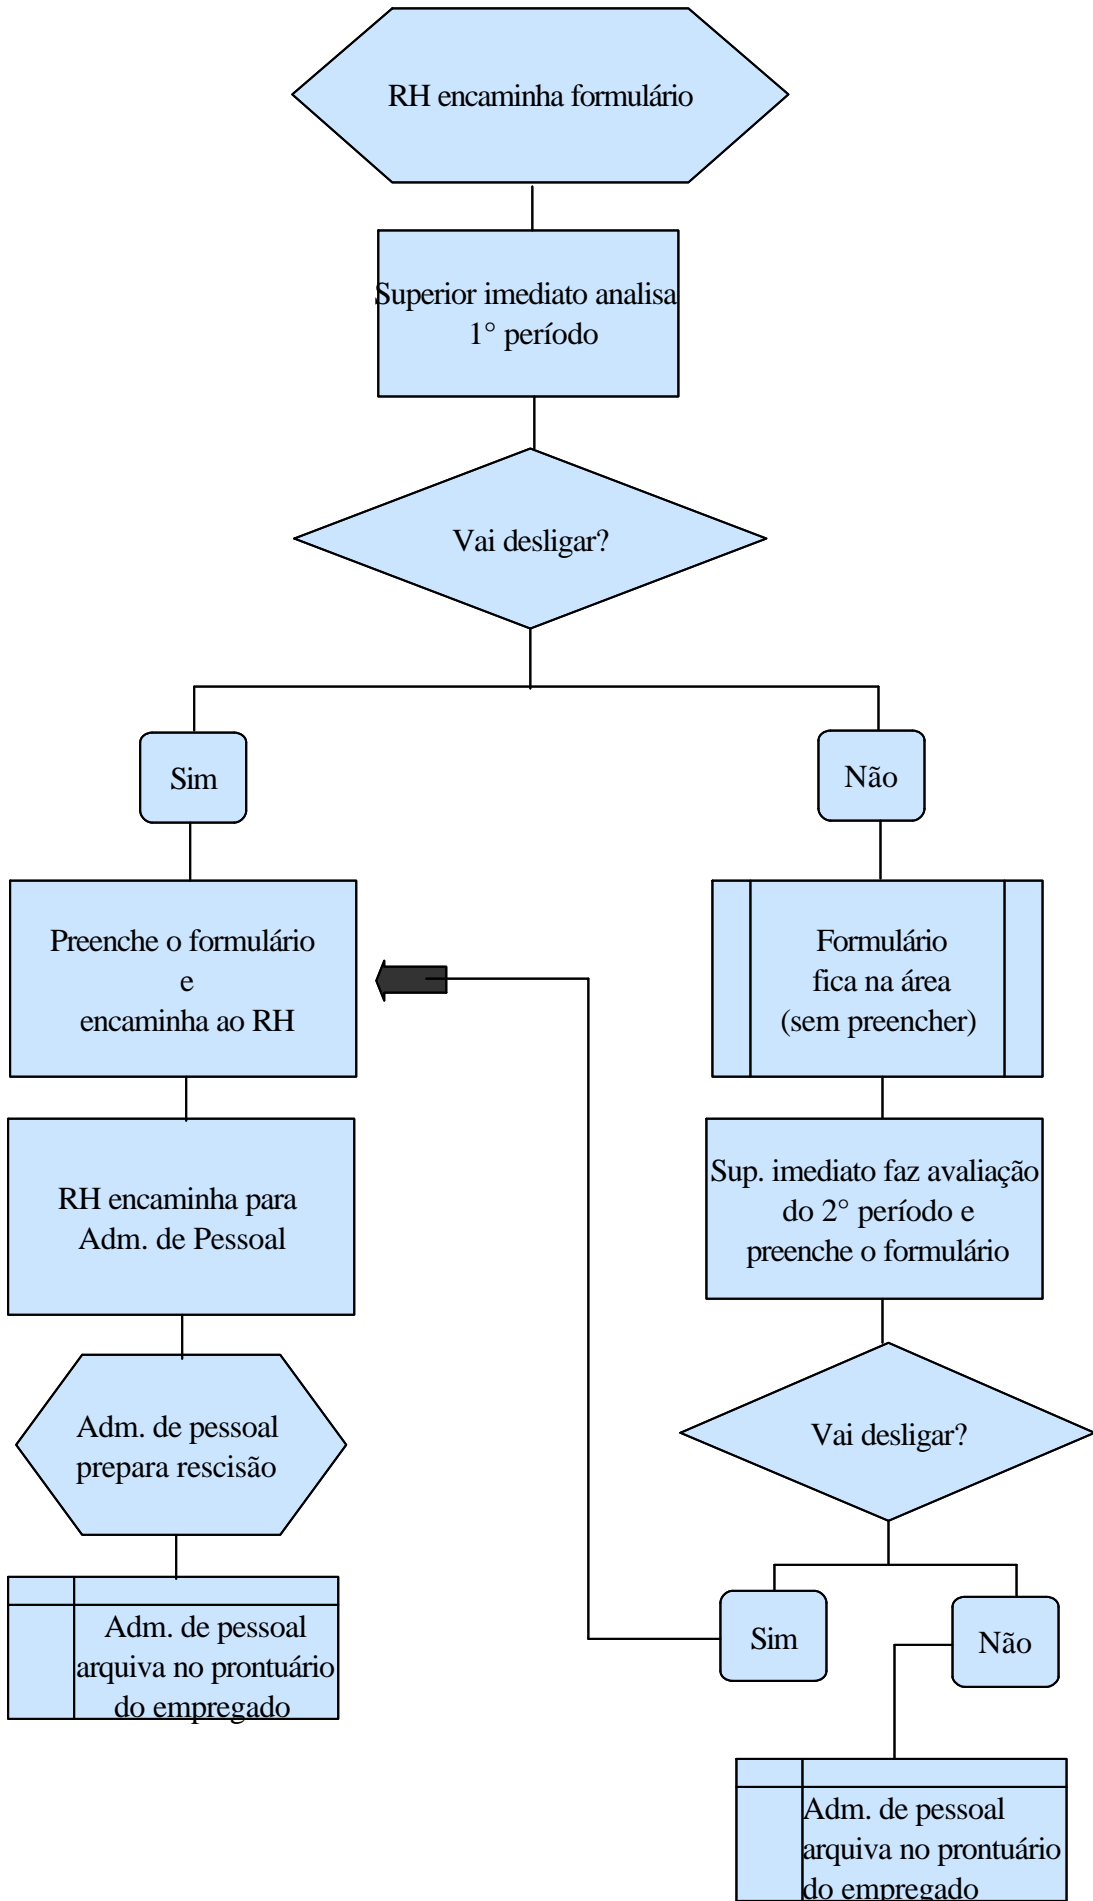 RH encaminha formulário
Superior imediato analisa
1° período
Vai desligar?
Sim
Não
Preenche o formulário
e
encaminha ao RH
Formulário
fica na área
(sem preencher)
RH encaminha para
Adm. de Pessoal
Sup. imediato faz avaliação
do 2° período e
preenche o formulário
Adm. de pessoal
prepara rescisão
Vai desligar?
Adm. de pessoal
arquiva no prontuário
do empregado
Sim
Não
Adm. de pessoal
arquiva no prontuário
do empregado